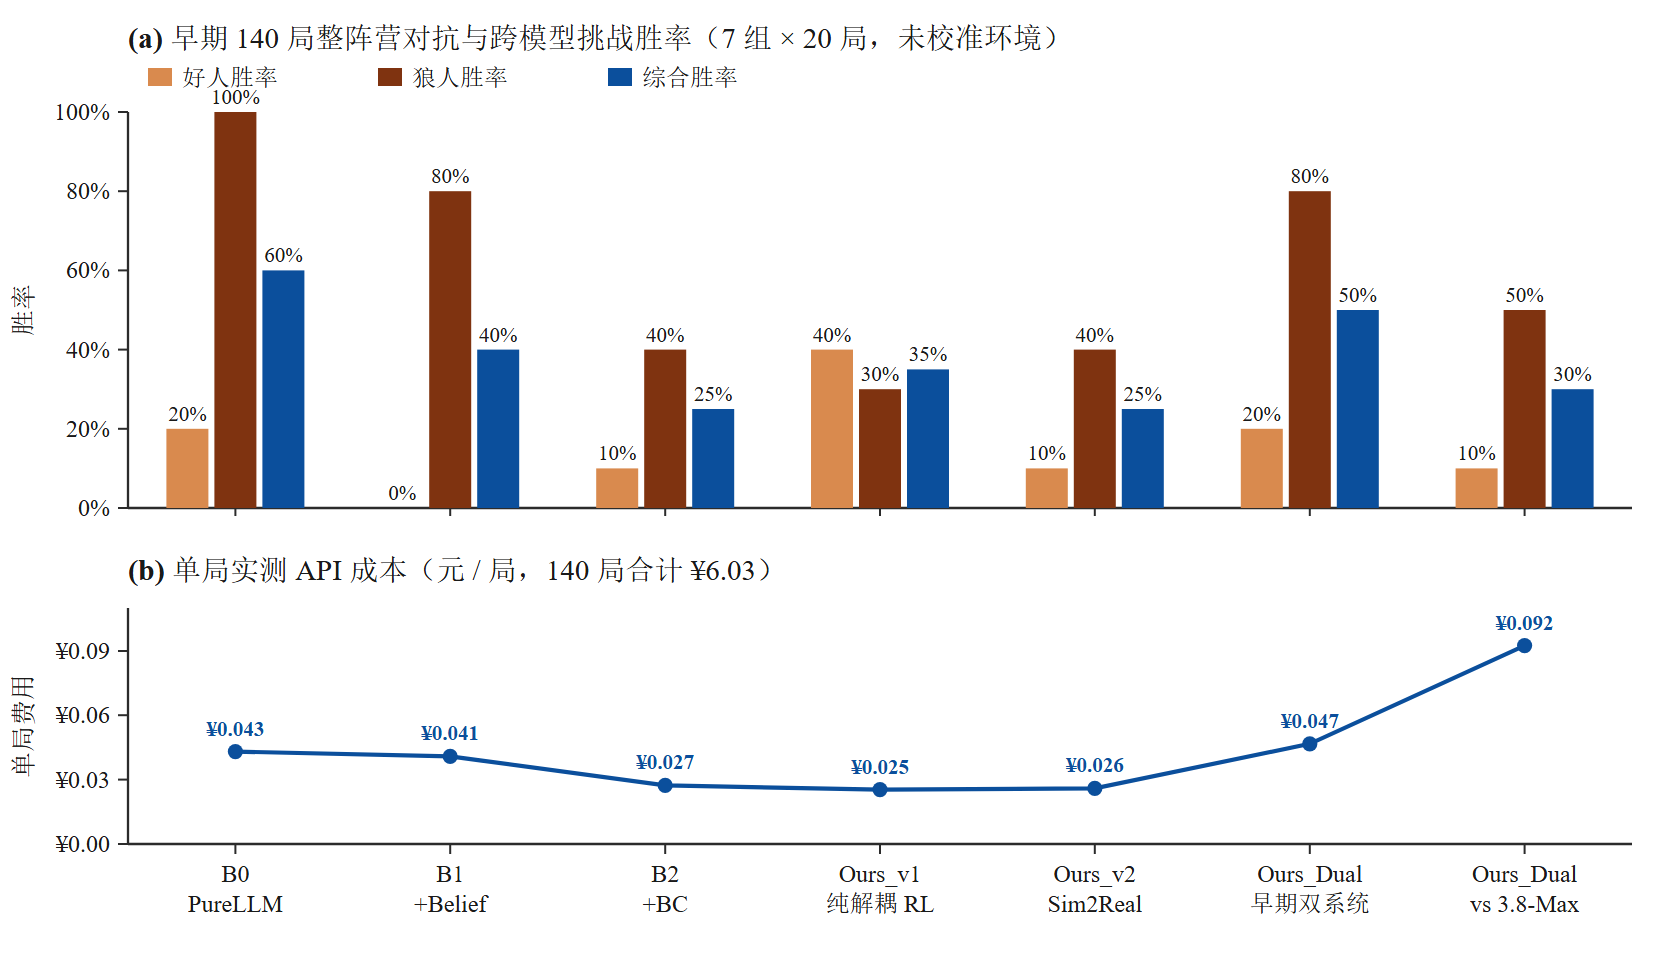 (a) 早期 140 局整阵营对抗与跨模型挑战胜率（7 组 × 20 局，未校准环境）
好人胜率 狼人胜率 综合胜率
胜率
100%
80%
60%
40%
20%
0%
20% 100% 60%
0% 80% 40%
10% 40% 25%
40% 30% 35%
10% 40% 25%
20% 80% 50%
10% 50% 30%
(b) 单局实测 API 成本（元 / 局，140 局合计 ¥6.03）
单局费用
¥0.09
¥0.06
¥0.03
¥0.00
¥0.043 ¥0.041 ¥0.027 ¥0.025 ¥0.026 ¥0.047 ¥0.092
B0
PureLLM
B1
+Belief
B2
+BC
Ours_v1
纯解耦 RL
Ours_v2
Sim2Real
Ours_Dual
早期双系统
Ours_Dual
vs 3.8-Max